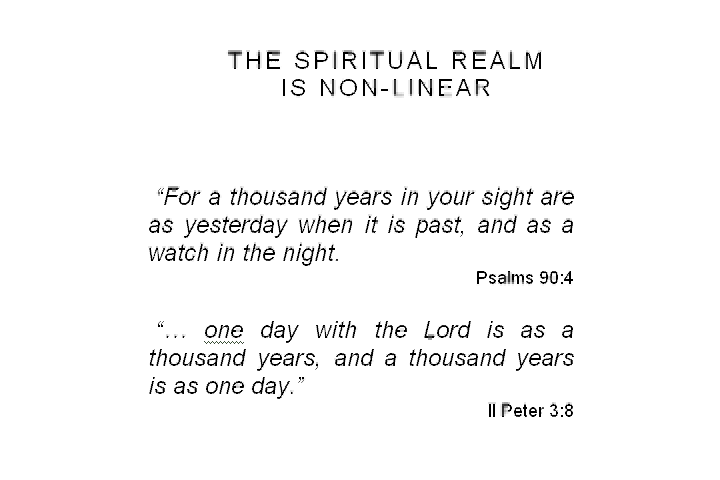 THE SPIRITUAL REALM
IS NON-LINEAR
“For a thousand years in your sight are
as yesterday when it is past, and as a
watch in the night.
Psalms 90:4
“… one day with the Lord is as a
thousand years, and a thousand years
is as one day.”
II Peter 3:8